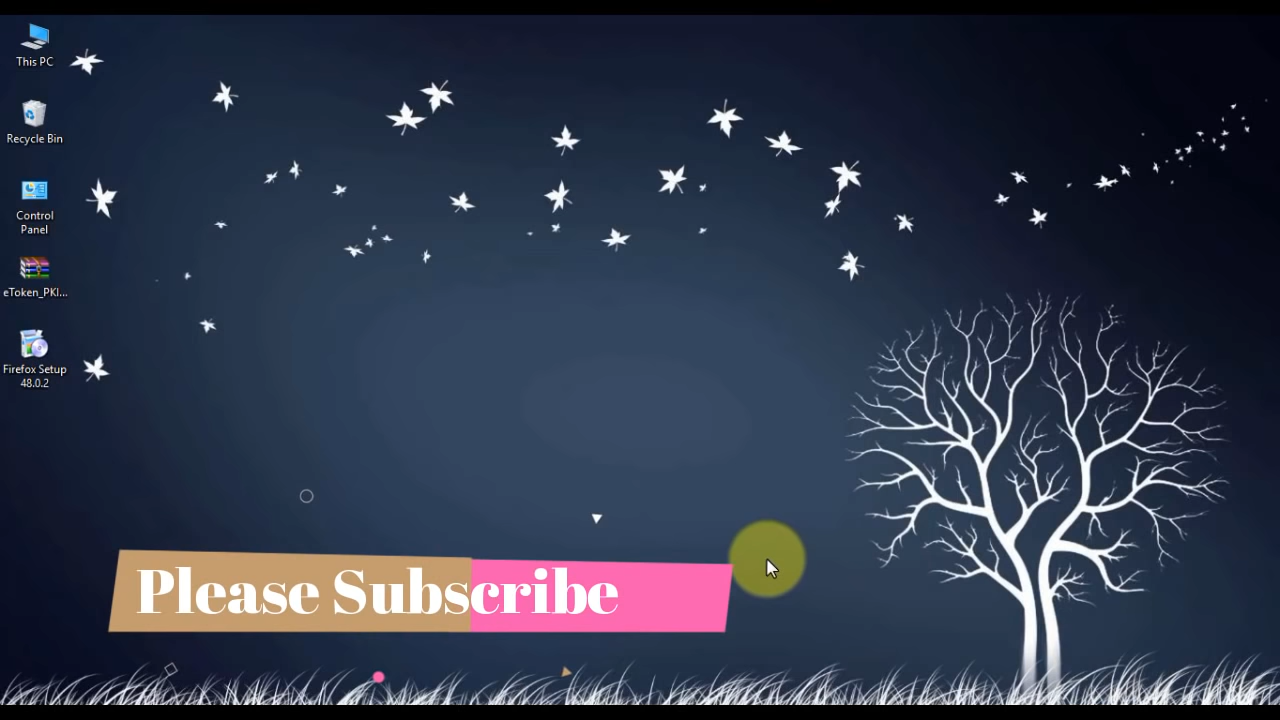 This PC
Recycle Bin
Control
Panel
eToken_PKI...
Firefox Setup
48.0.2
Please Subscribe